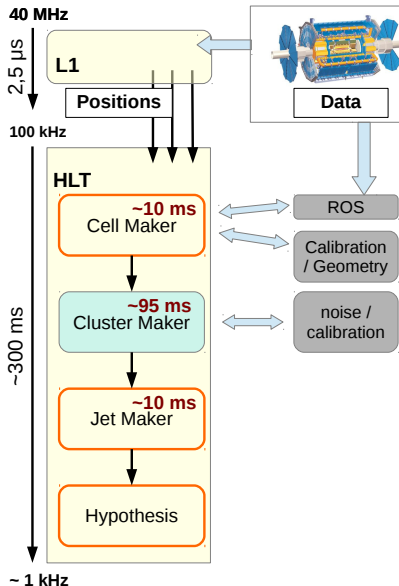 40 MHz
2,5 µs
L1
Positions
Data
100 kHz
HLT
~10 ms
Cell Maker
ROS
Calibration
/ Geometry
~95 ms
Cluster Maker
noise /
calibration
~300 ms
~10 ms
Jet Maker
Hypothesis
~ 1 kHz